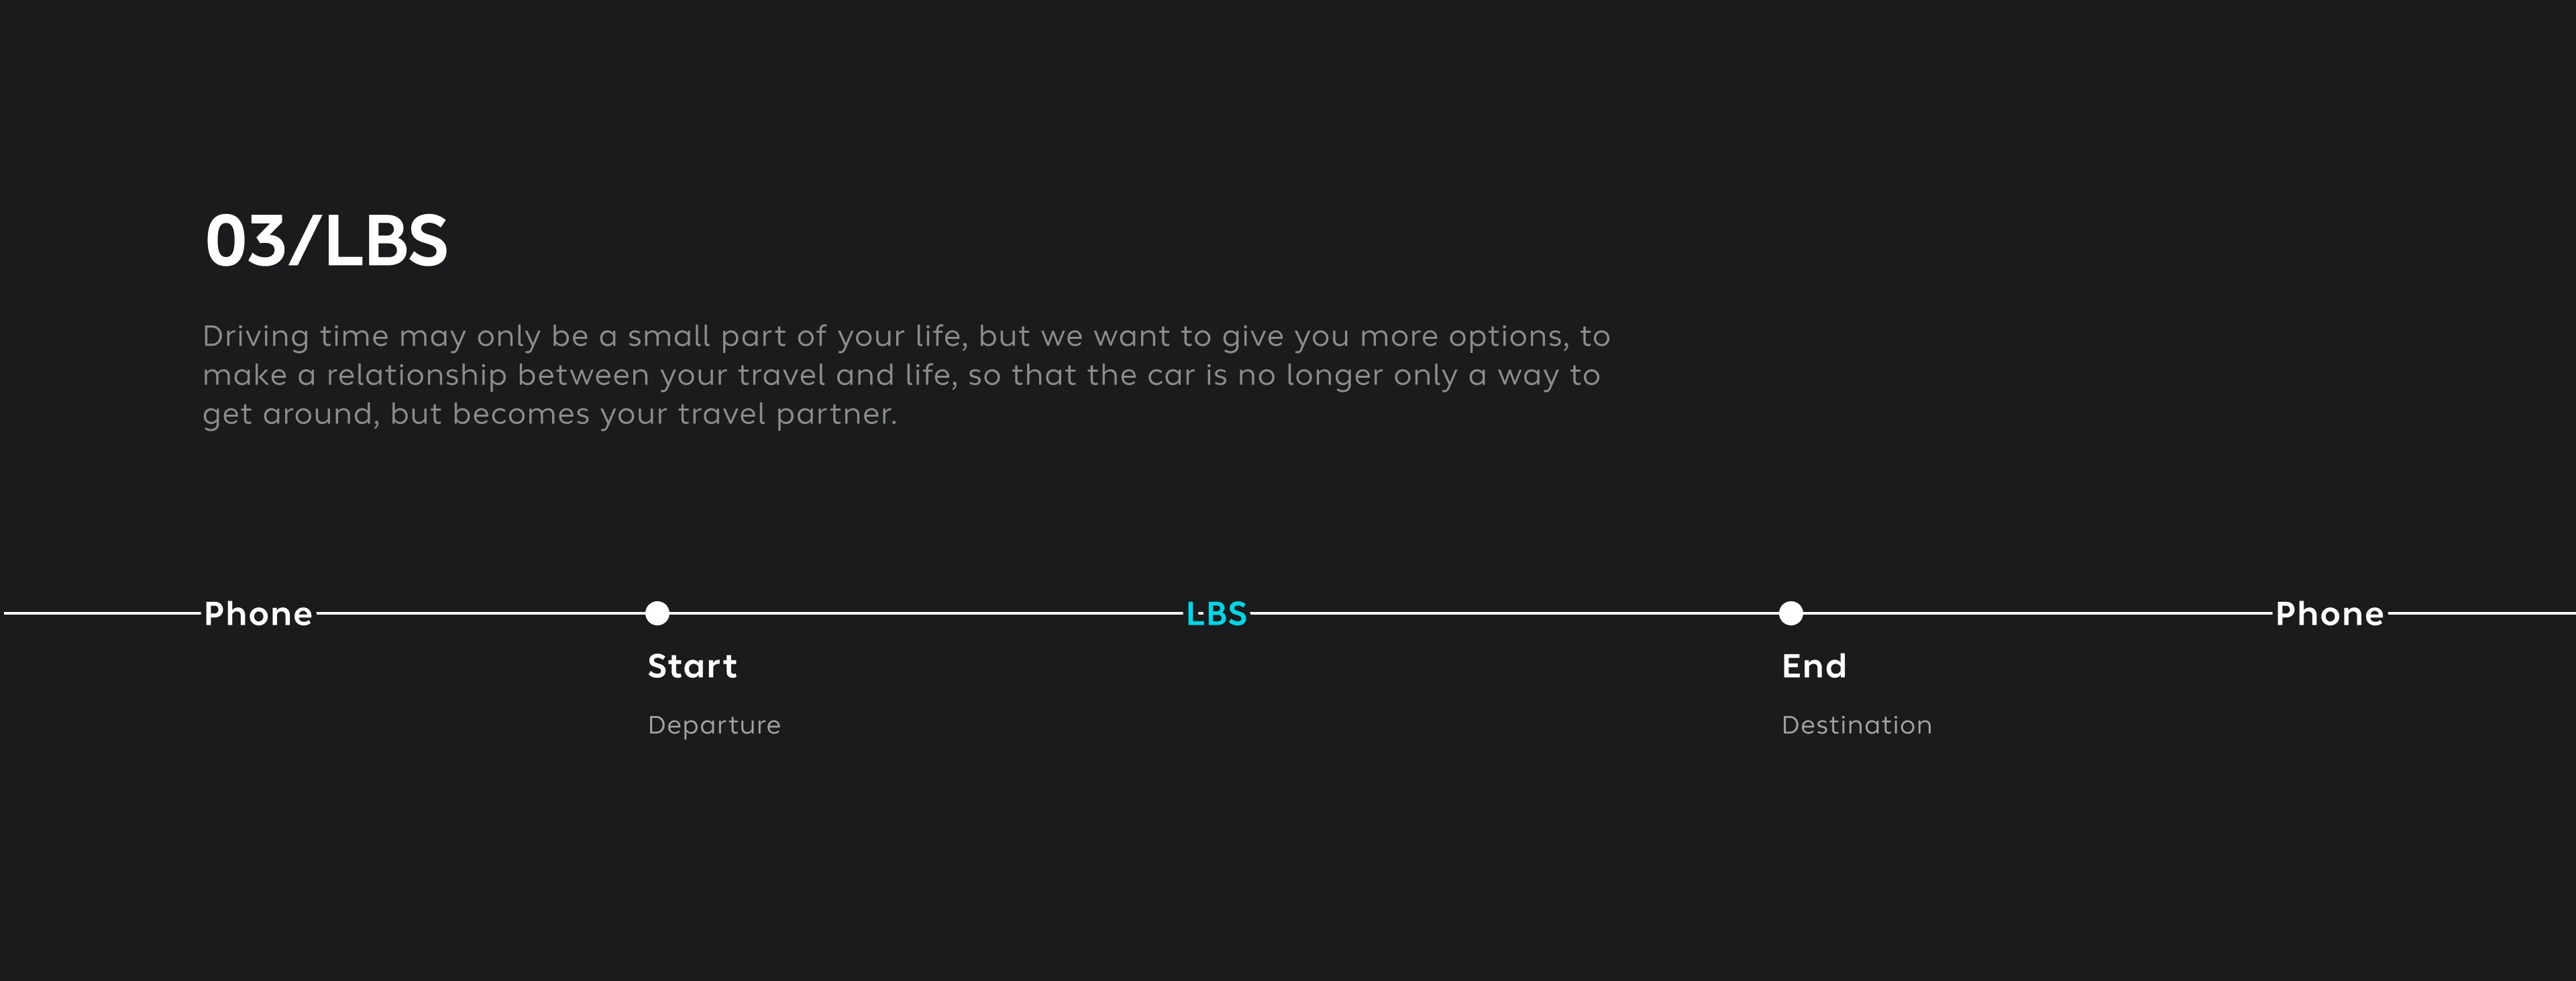 03/LBS
Driving time may only be a small part of your life, but we want to give you more options, to
make a relationship between your travel and life, so that the car is no longer only a way to
get around, but becomes your travel partner.
Phone
LBS
Phone
Start
End
Departure
Destination